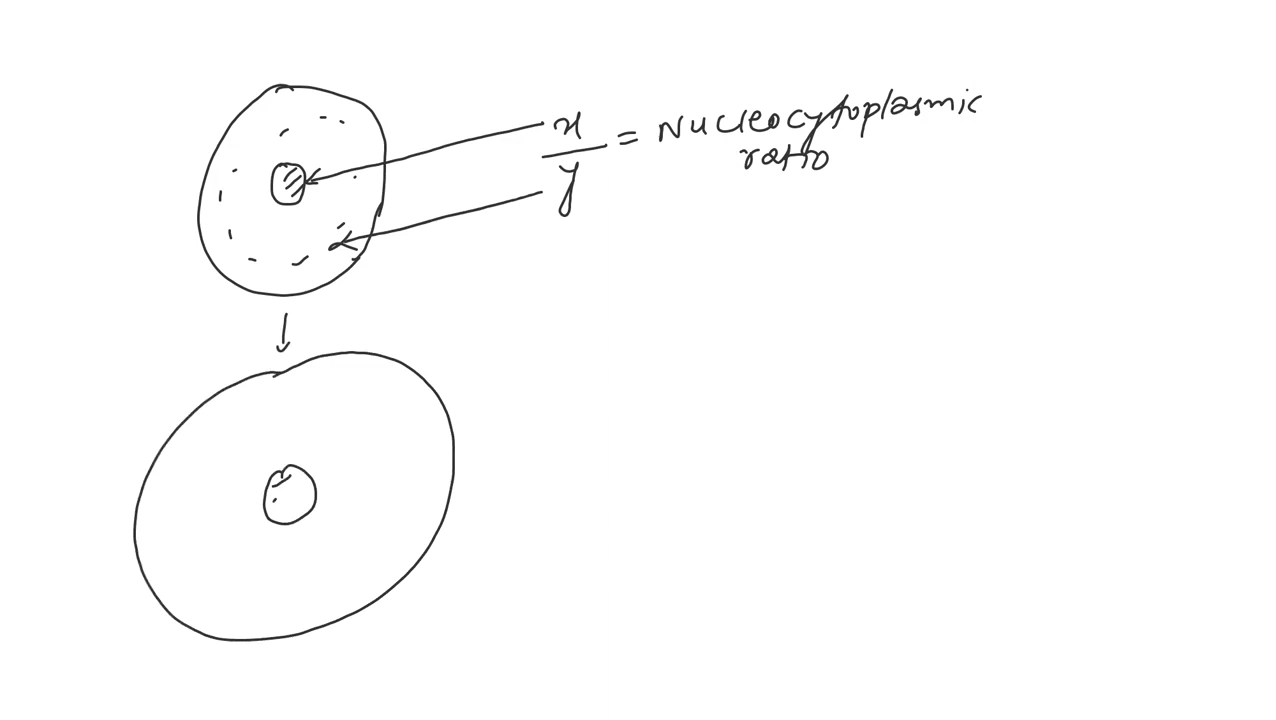 x
y
= Nucleocytoplasmic
ratio